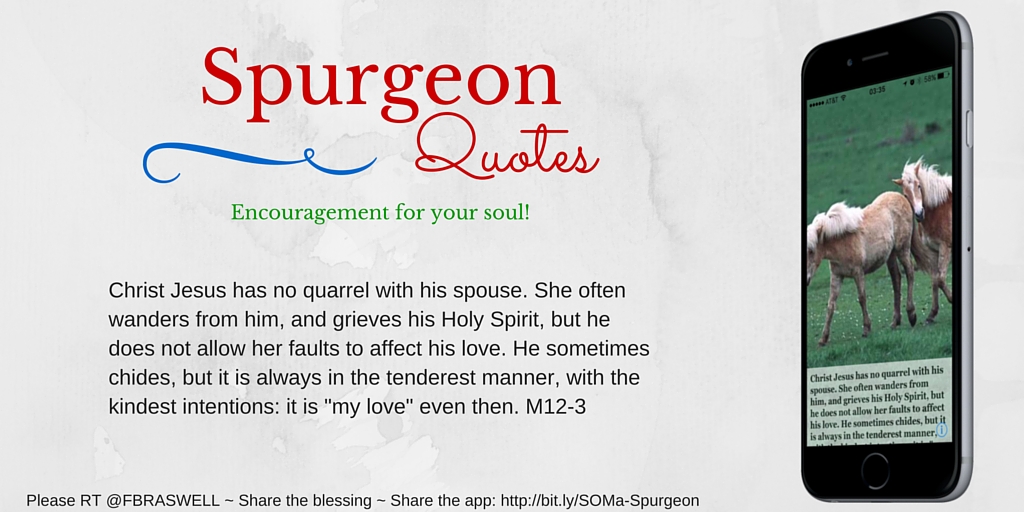 Spurgeon
Quotes
Encouragement for your soul!
Christ Jesus has no quarrel with his spouse. She often
wanders from him, and grieves his Holy Spirit, but he
does not allow her faults to affect his love. He sometimes
chides, but it is always in the tenderest manner, with the
kindest intentions: it is "my love" even then. M12-3
Please RT @FBRASWELL ~ Share the blessing ~ Share the app: http://bit.ly/SOMa-Spurgeon
AT&T 03:35 58%
Christ Jesus has no quarrel with his
spouse. She often wanders from
him, and grieves his Holy Spirit, but
he does not allow her faults to affect
his love. He sometimes chides, but it
is always in the tenderest manner,